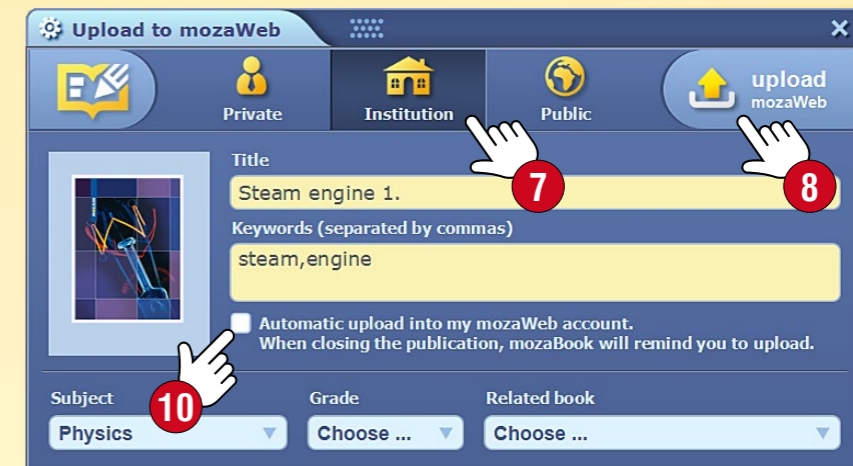 Upload to mozaWeb
Private
Institution
Public
upload
mozaWeb
7
8
Title
Steam engine 1.
Keywords (separated by commas)
steam,engine
Automatic upload into my mozaWeb account.
When closing the publication, mozaBook will remind you to upload.
10
Subject
Grade
Related book
Physics
Choose ...
Choose ...